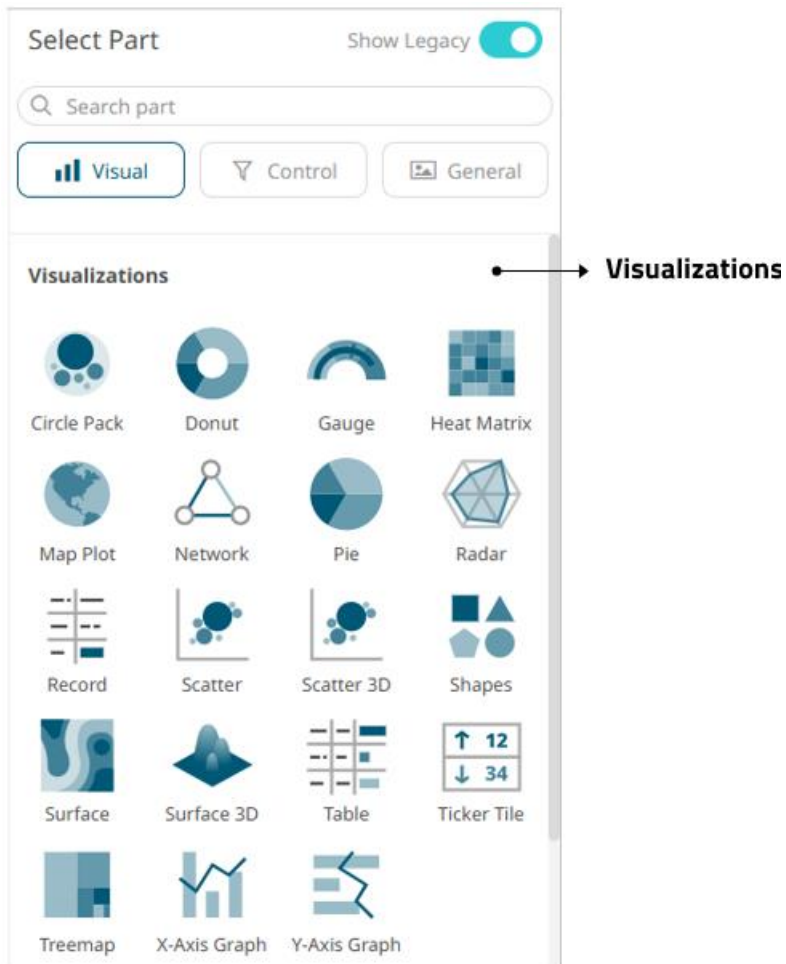 Select Part
Show Legacy
Search part
Visual
Control
General
Visualizations
Visualizations
Circle Pack
Donut
Gauge
Heat Matrix
Map Plot
Network
Pie
Radar
Record
Scatter
Scatter 3D
Shapes
↑ 12
↓ 34
Surface
Surface 3D
Table
Ticker Tile
Treemap
X-Axis Graph
Y-Axis Graph